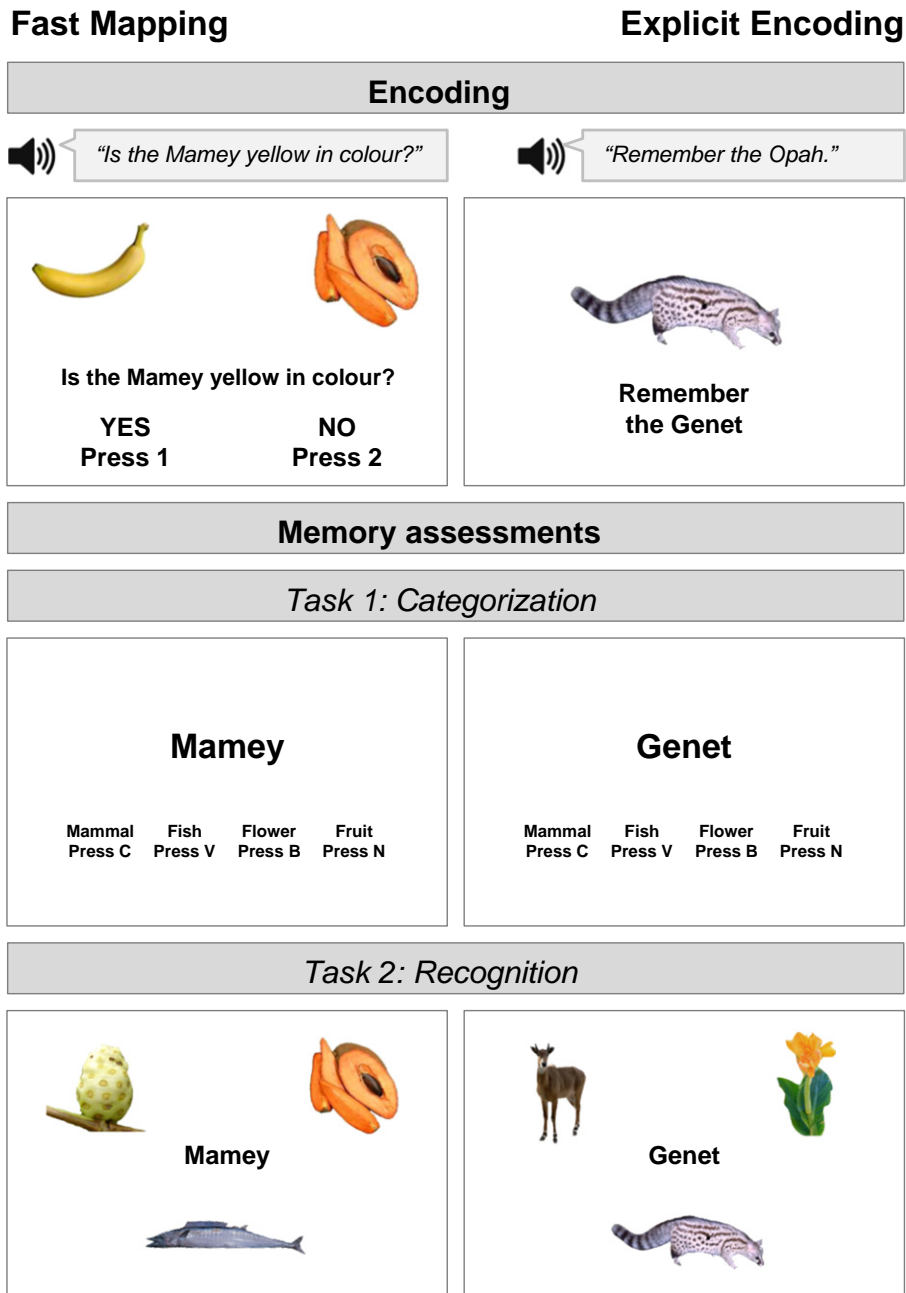 Fast Mapping
Explicit Encoding
Encoding
“Is the Mamey yellow in colour?”
“Remember the Opah.”
Is the Mamey yellow in colour?
YES NO
Press 1 Press 2
Remember
the Genet
Memory assessments
Task 1: Categorization
Mamey
Mammal Fish Flower Fruit
Press C Press V Press B Press N
Genet
Mammal Fish Flower Fruit
Press C Press V Press B Press N
Task 2: Recognition
Mamey
Genet